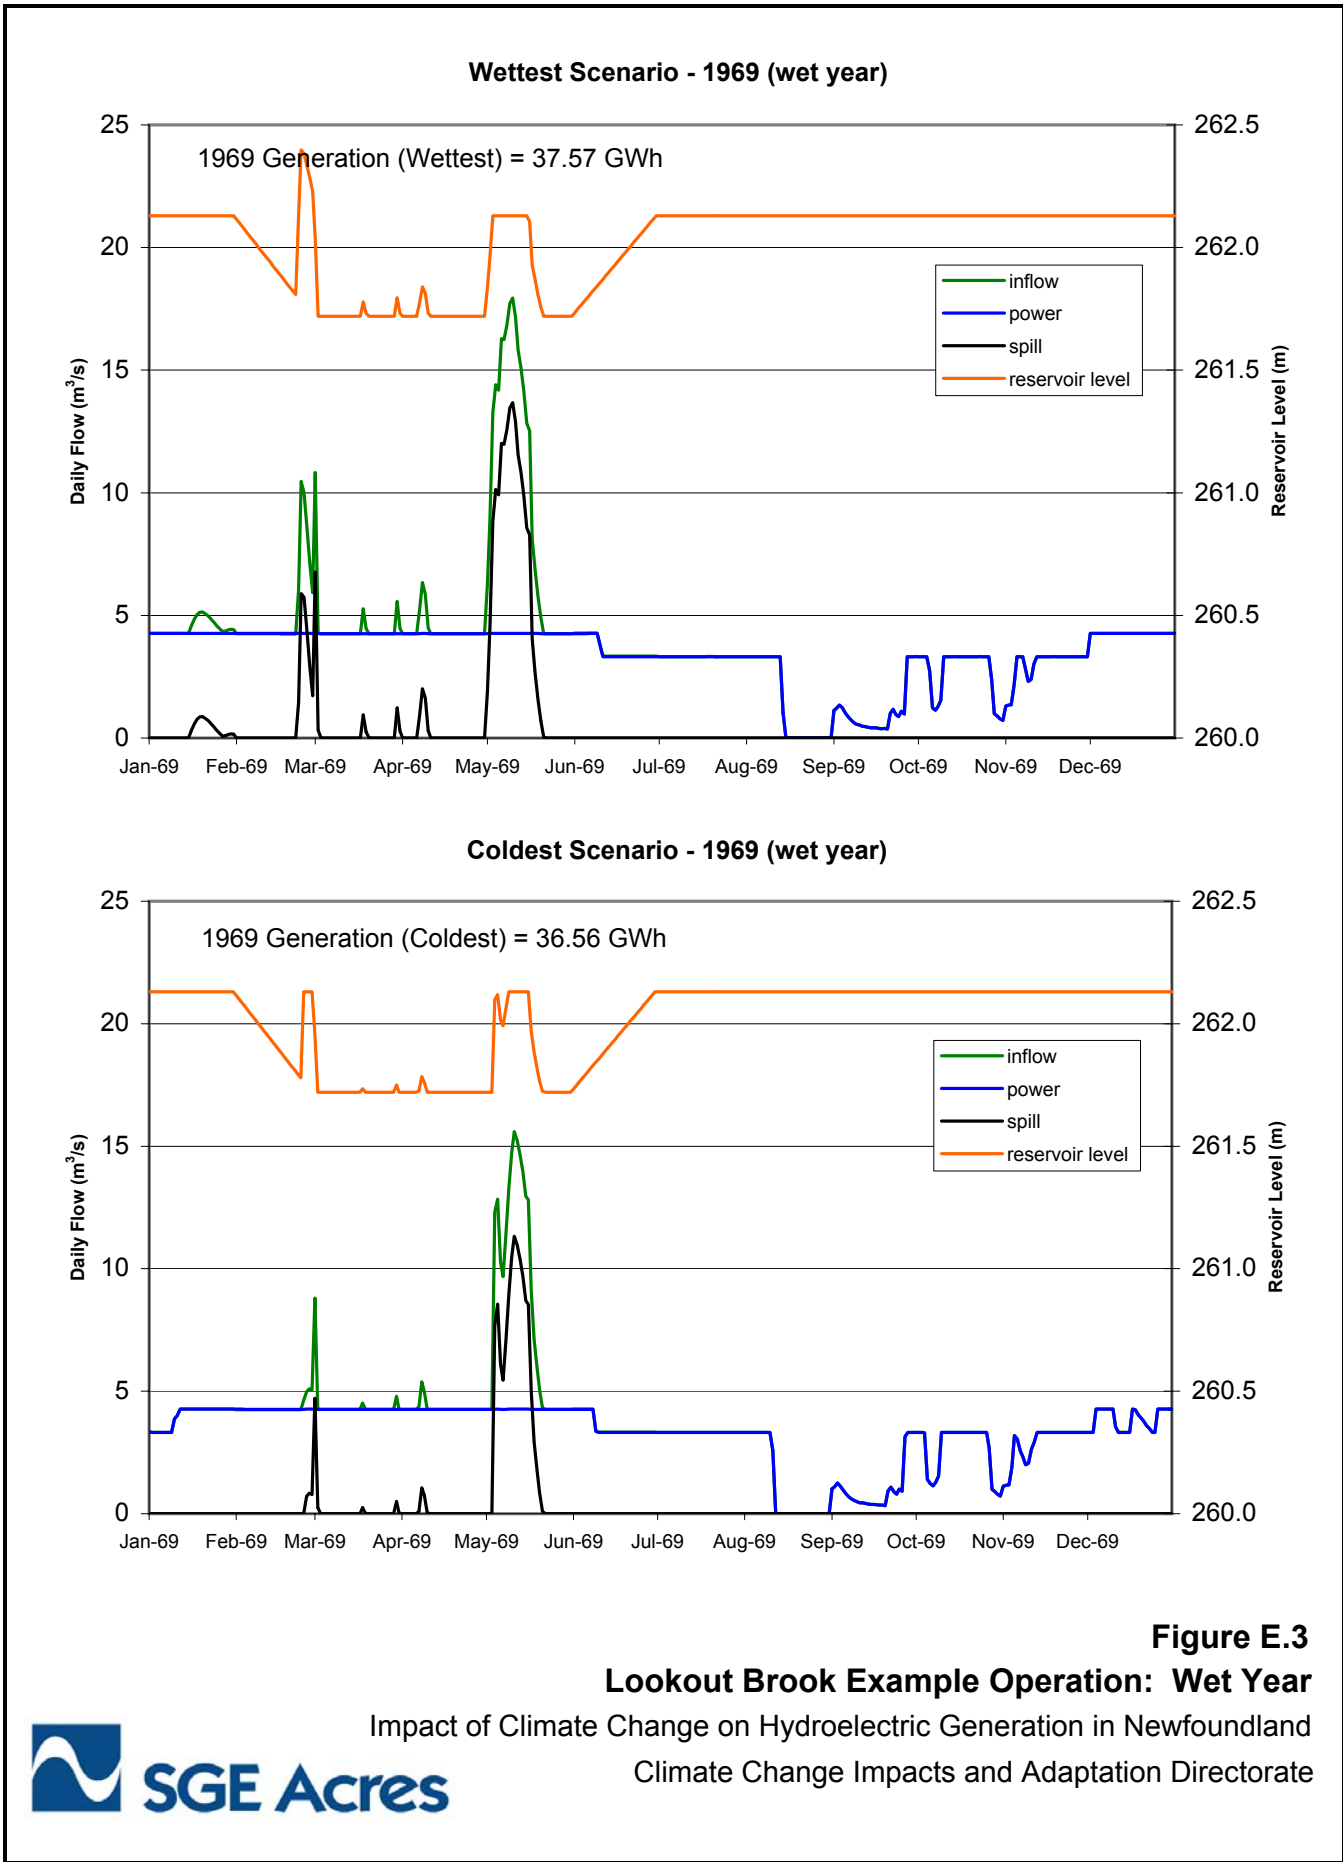 Wettest Scenario - 1969 (wet year)
25
20
15
10
5
0
262.5
262.0
261.5
261.0
260.5
260.0
1969 Generation (Wettest) = 37.57 GWh
inflow
power
spill
reservoir level
Daily Flow (m³/s)
Reservoir Level (m)
Jan-69 Feb-69 Mar-69 Apr-69 May-69 Jun-69 Jul-69 Aug-69 Sep-69 Oct-69 Nov-69 Dec-69
Coldest Scenario - 1969 (wet year)
25
20
15
10
5
0
262.5
262.0
261.5
261.0
260.5
260.0
1969 Generation (Coldest) = 36.56 GWh
inflow
power
spill
reservoir level
Daily Flow (m³/s)
Reservoir Level (m)
Jan-69 Feb-69 Mar-69 Apr-69 May-69 Jun-69 Jul-69 Aug-69 Sep-69 Oct-69 Nov-69 Dec-69
Figure E.3
Lookout Brook Example Operation: Wet Year
Impact of Climate Change on Hydroelectric Generation in Newfoundland
Climate Change Impacts and Adaptation Directorate
SGE Acres